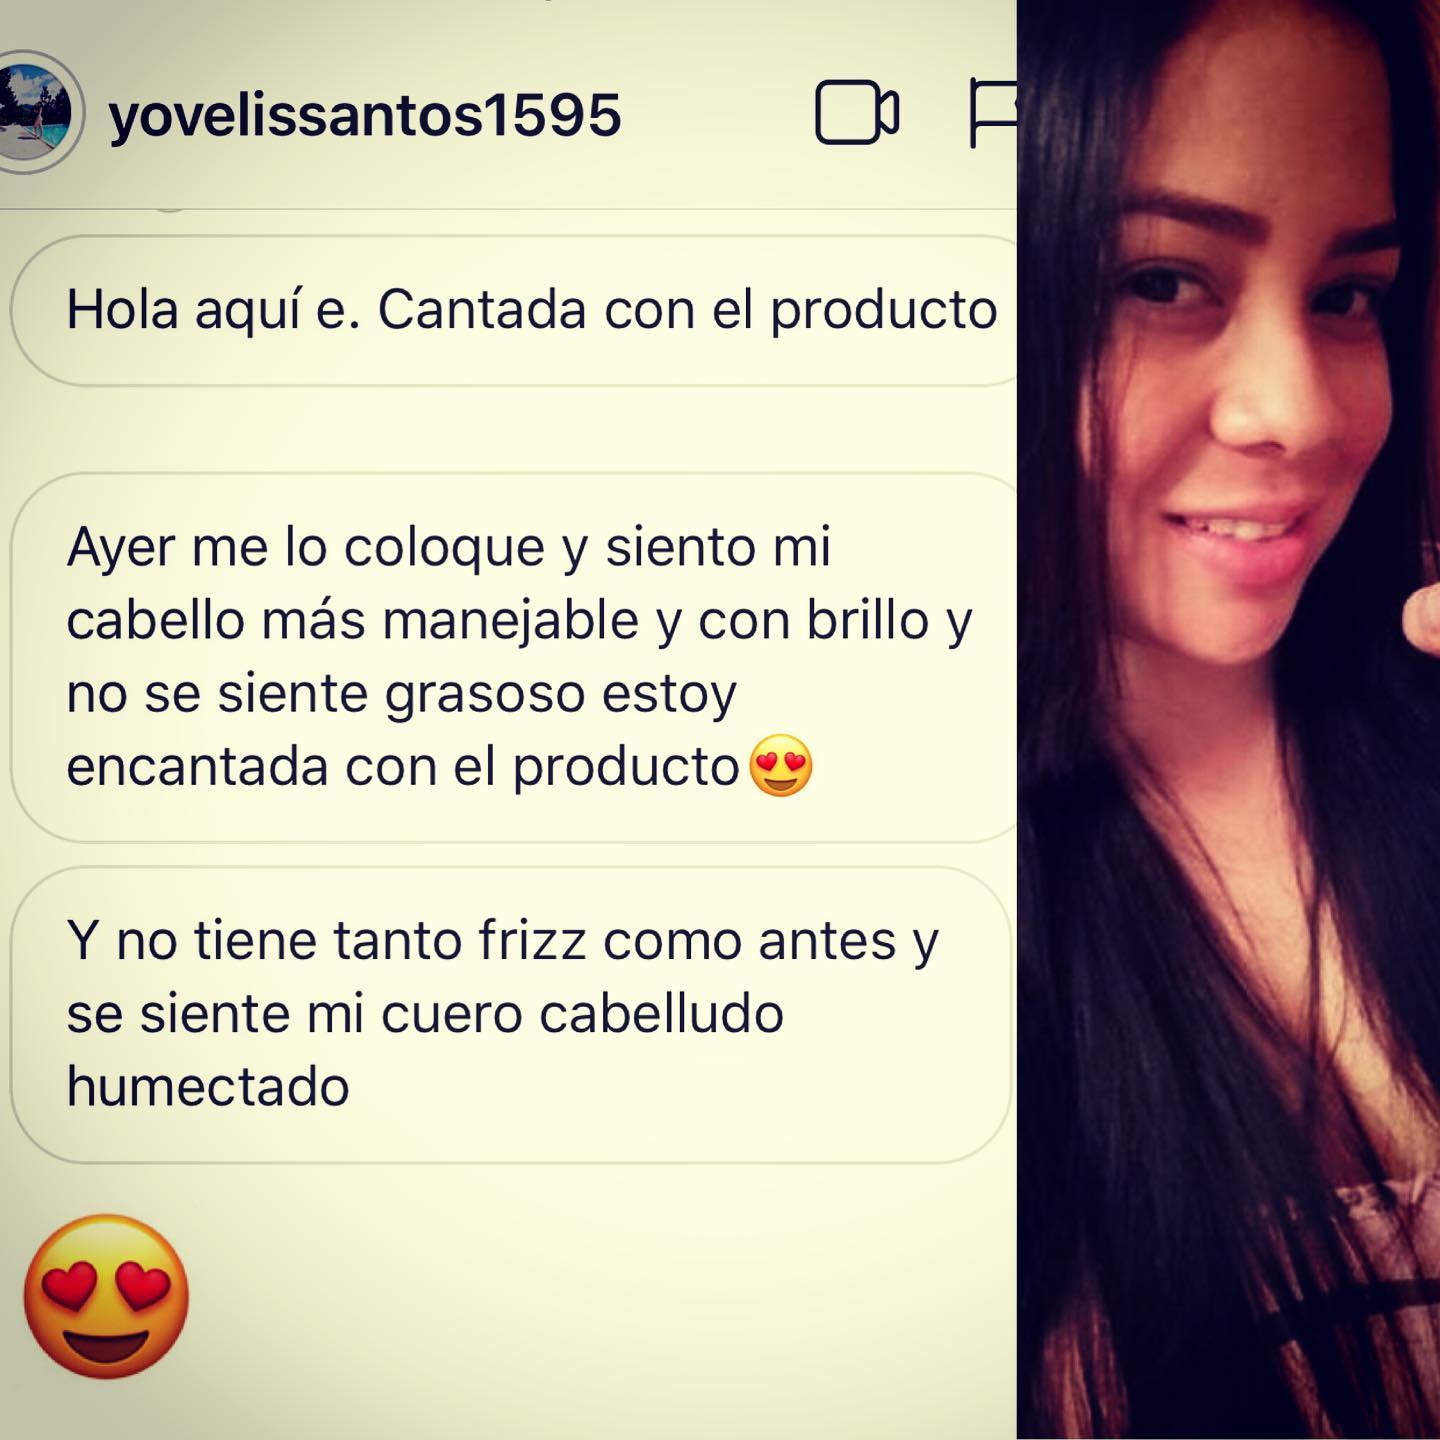 yovelissantos1595
Hola aquí e. Cantada con el producto
Ayer me lo coloque y siento mi
cabello más manejable y con brillo y
no se siente grasoso estoy
encantada con el producto😍
Y no tiene tanto frizz como antes y
se siente mi cuero cabelludo
humectado
😍